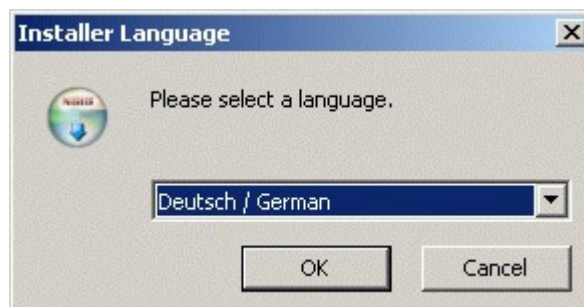 Installer Language
Please select a language.
Deutsch / German
OK
Cancel